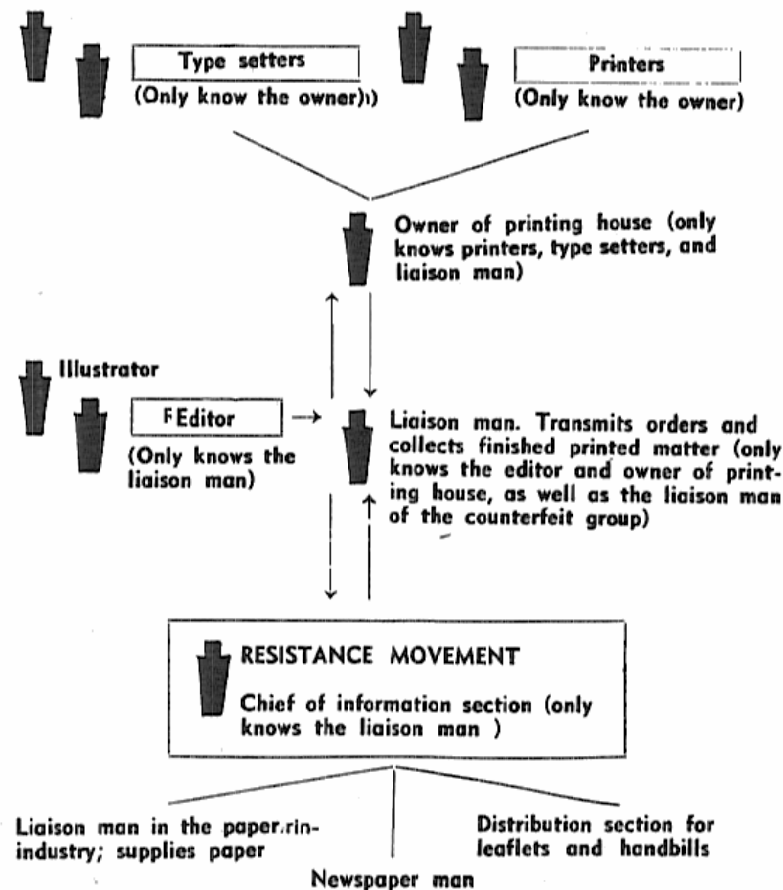 Type setters
(Only know the owner)₁)
Printers
(Only know the owner)
Owner of printing house (only
knows printers, type setters, and
liaison man)
Illustrator
F Editor
(Only knows the
liaison man)
Liaison man. Transmits orders and
collects finished printed matter (only
knows the editor and owner of print-
ing house, as well as the liaison man
of the counterfeit group)
RESISTANCE MOVEMENT
Chief of information section (only
knows the liaison man )
Liaison man in the paper.rin-
industry; supplies paper
Newspaper man
Distribution section for
leaflets and handbills